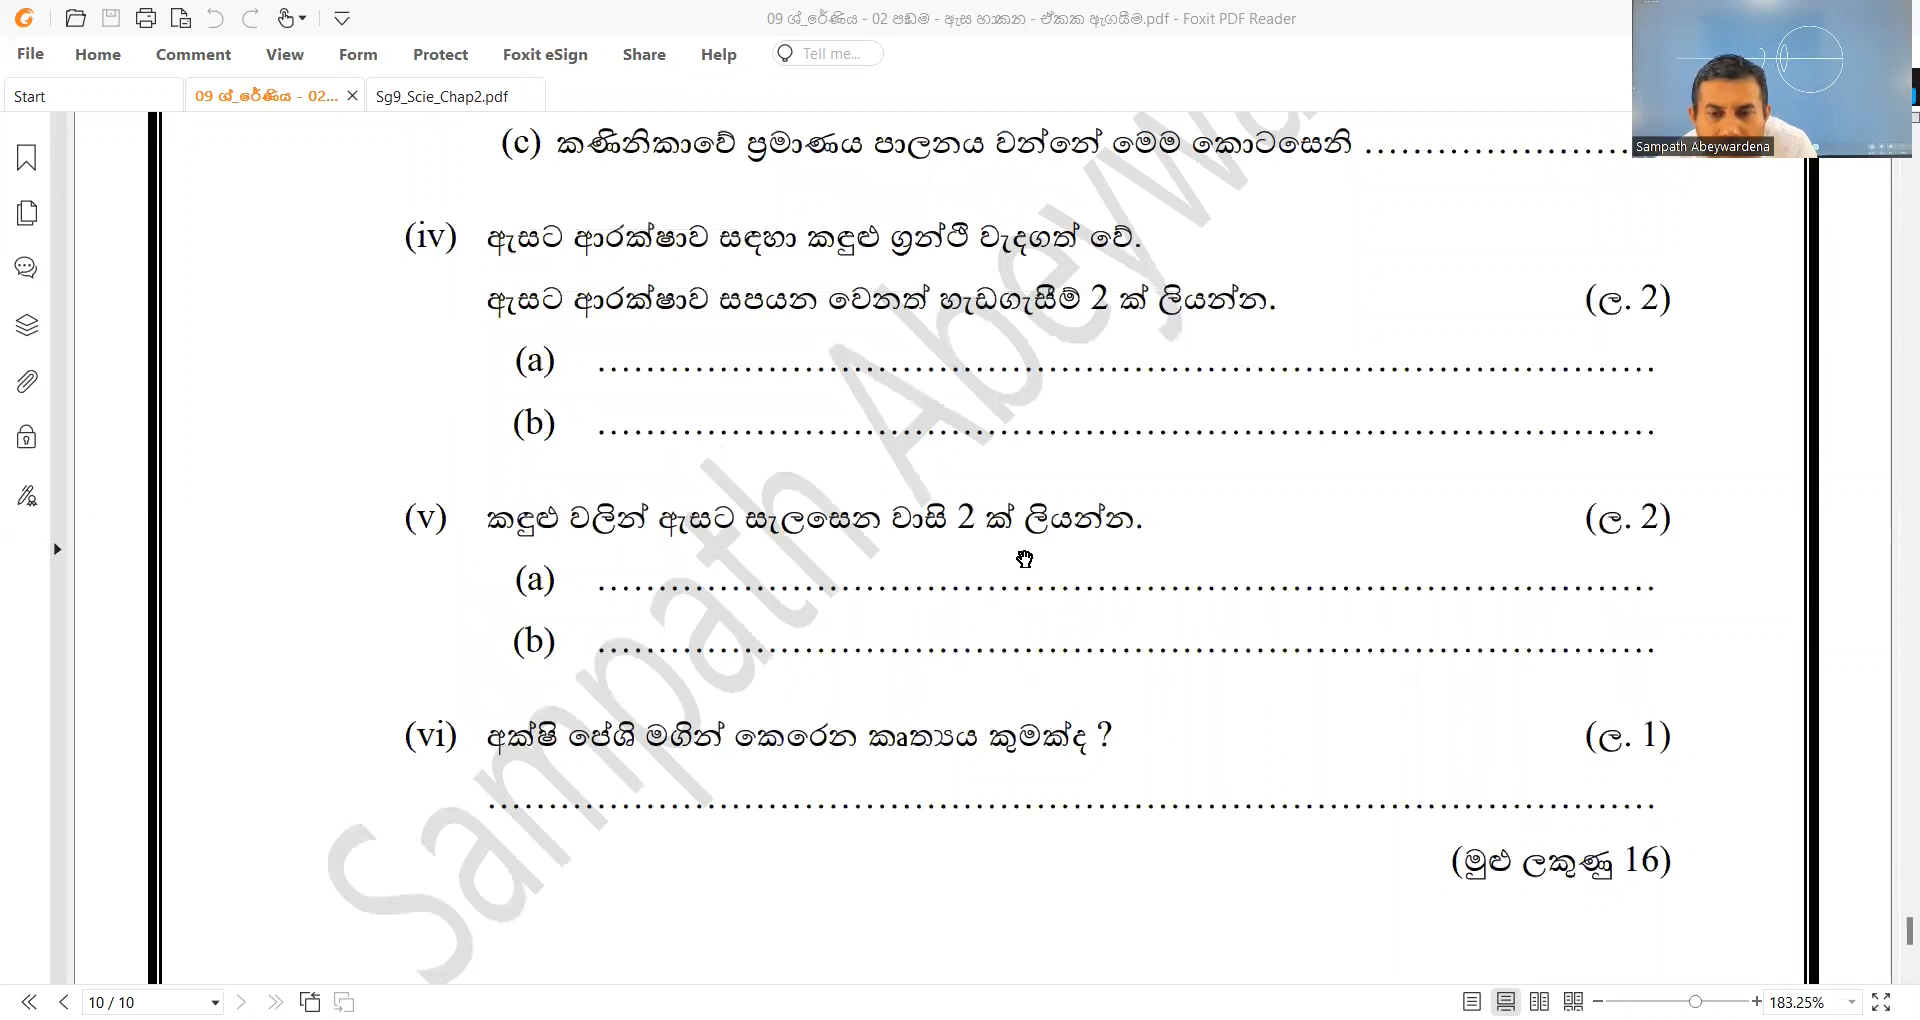 09 ශ්‍රේණිය - 02 පාඩම - ඇස හා කන - ඒකක ඇගයීම.pdf - Foxit PDF Reader
File Home Comment View Form Protect Foxit eSign Share Help Tell me...
Start 09 ශ්‍රේණිය - 02... Sg9_Scie_Chap2.pdf
Sampath Abeywardena
(c) කණිනිකාවේ ප්‍රමාණය පාලනය වන්නේ මෙම කොටසෙනි ......................
(iv) ඇසට ආරක්ෂාව සඳහා කඳුළු ග්‍රන්ථි වැදගත් වේ.
ඇසට ආරක්ෂාව සපයන වෙනත් හැඩගැසීම් 2 ක් ලියන්න. (ල. 2)
(a) ......................................................................
(b) ......................................................................
(v) කඳුළු වලින් ඇසට සැලසෙන වාසි 2 ක් ලියන්න. (ල. 2)
(a) ......................................................................
(b) ......................................................................
(vi) අක්ෂි පේශි මගින් කෙරෙන කෘත්‍යය කුමක්ද ? (ල. 1)
..............................................................................
(මුළු ලකුණු 16)
Sampath Abeywa
10 / 10 183.25%